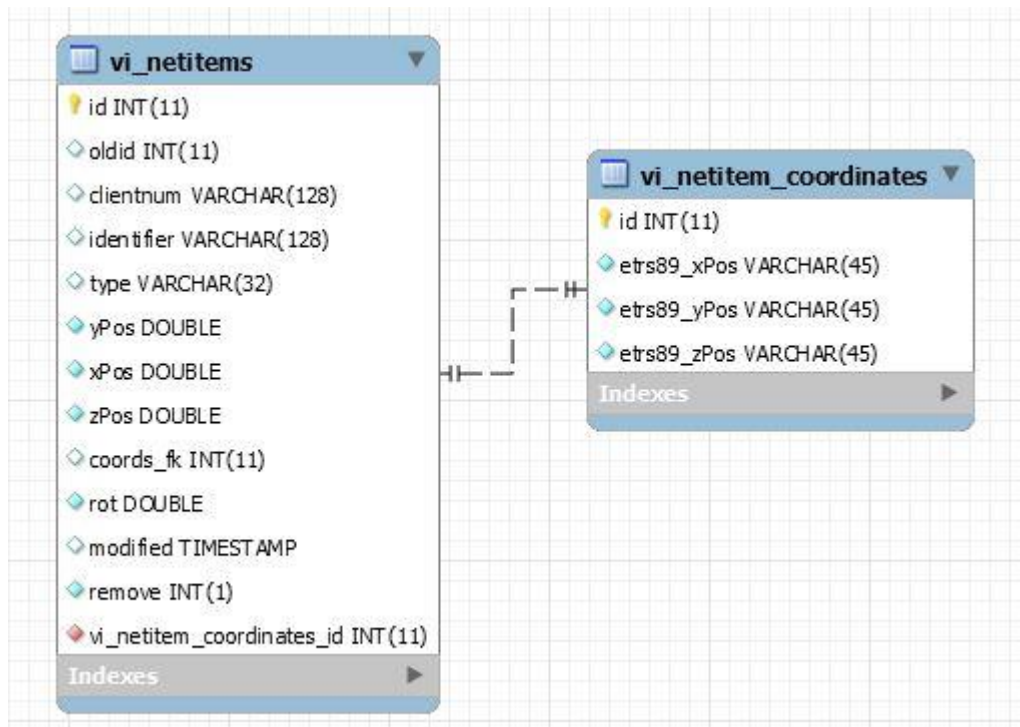 vi_netitems
id INT(11)
oldid INT(11)
clientnum VARCHAR(128)
identifier VARCHAR(128)
type VARCHAR(32)
yPos DOUBLE
xPos DOUBLE
zPos DOUBLE
coords_fk INT(11)
rot DOUBLE
modified TIMESTAMP
remove INT(1)
vi_netitem_coordinates_id INT(11)
Indexes
vi_netitem_coordinates
id INT(11)
etrs89_xPos VARCHAR(45)
etrs89_yPos VARCHAR(45)
etrs89_zPos VARCHAR(45)
Indexes